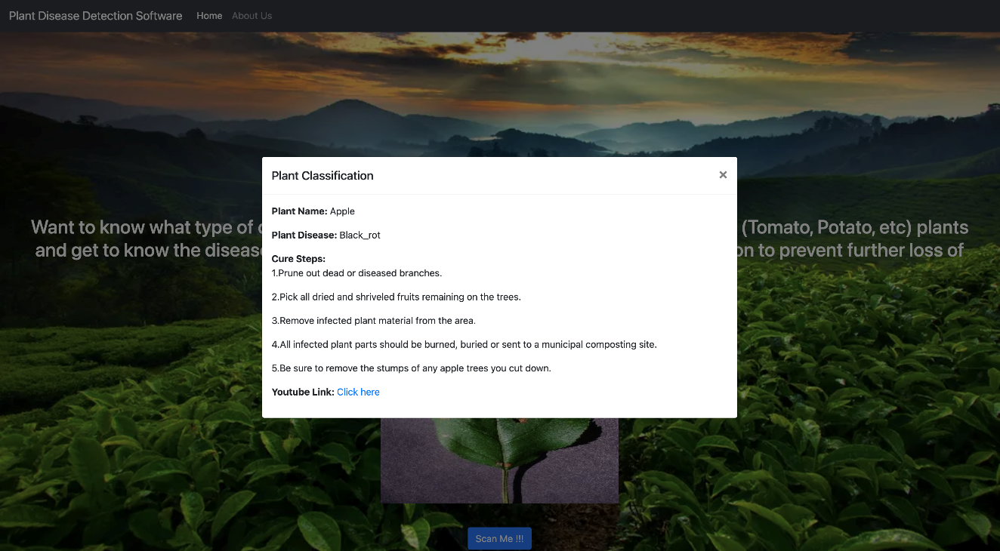 Plant Disease Detection Software Home About Us
Plant Classification ×
Plant Name: Apple
Want to know what type of (Tomato, Potato, etc) plants
Plant Disease: Black_rot
and get to know the to prevent further loss of
Cure Steps:
1.Prune out dead or diseased branches.
2.Pick all dried and shriveled fruits remaining on the trees.
3.Remove infected plant material from the area.
4.All infected plant parts should be burned, buried or sent to a municipal composting site.
5.Be sure to remove the stumps of any apple trees you cut down.
Youtube Link: Click here
Scan Me !!!